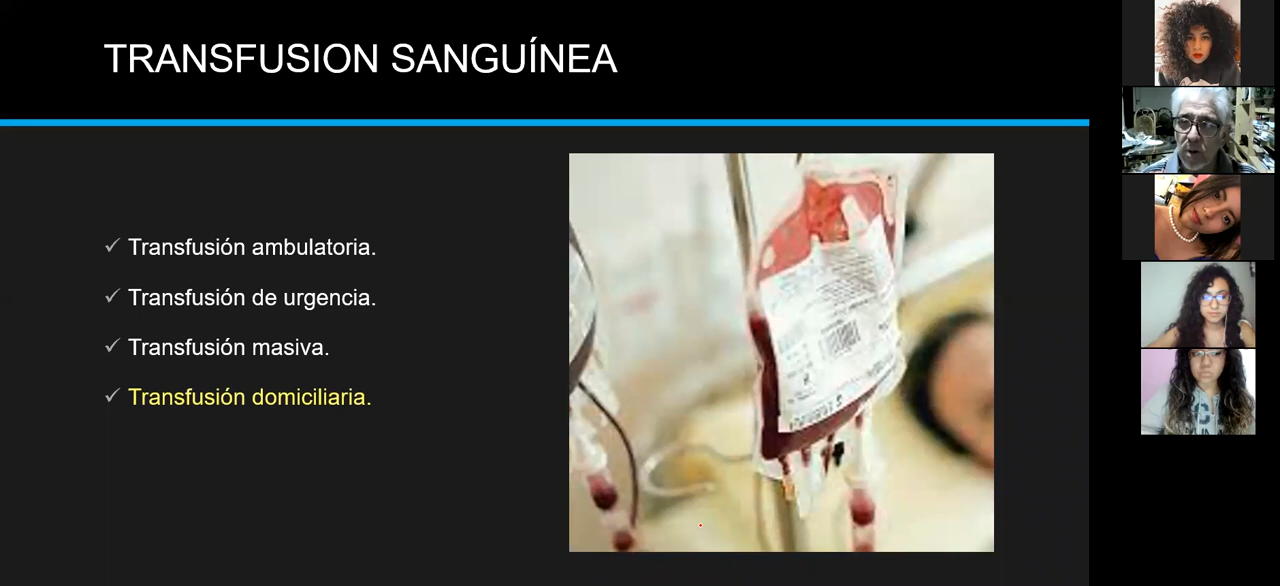 TRANSFUSION SANGUÍNEA
Transfusión ambulatoria.
Transfusión de urgencia.
Transfusión masiva.
Transfusión domiciliaria.